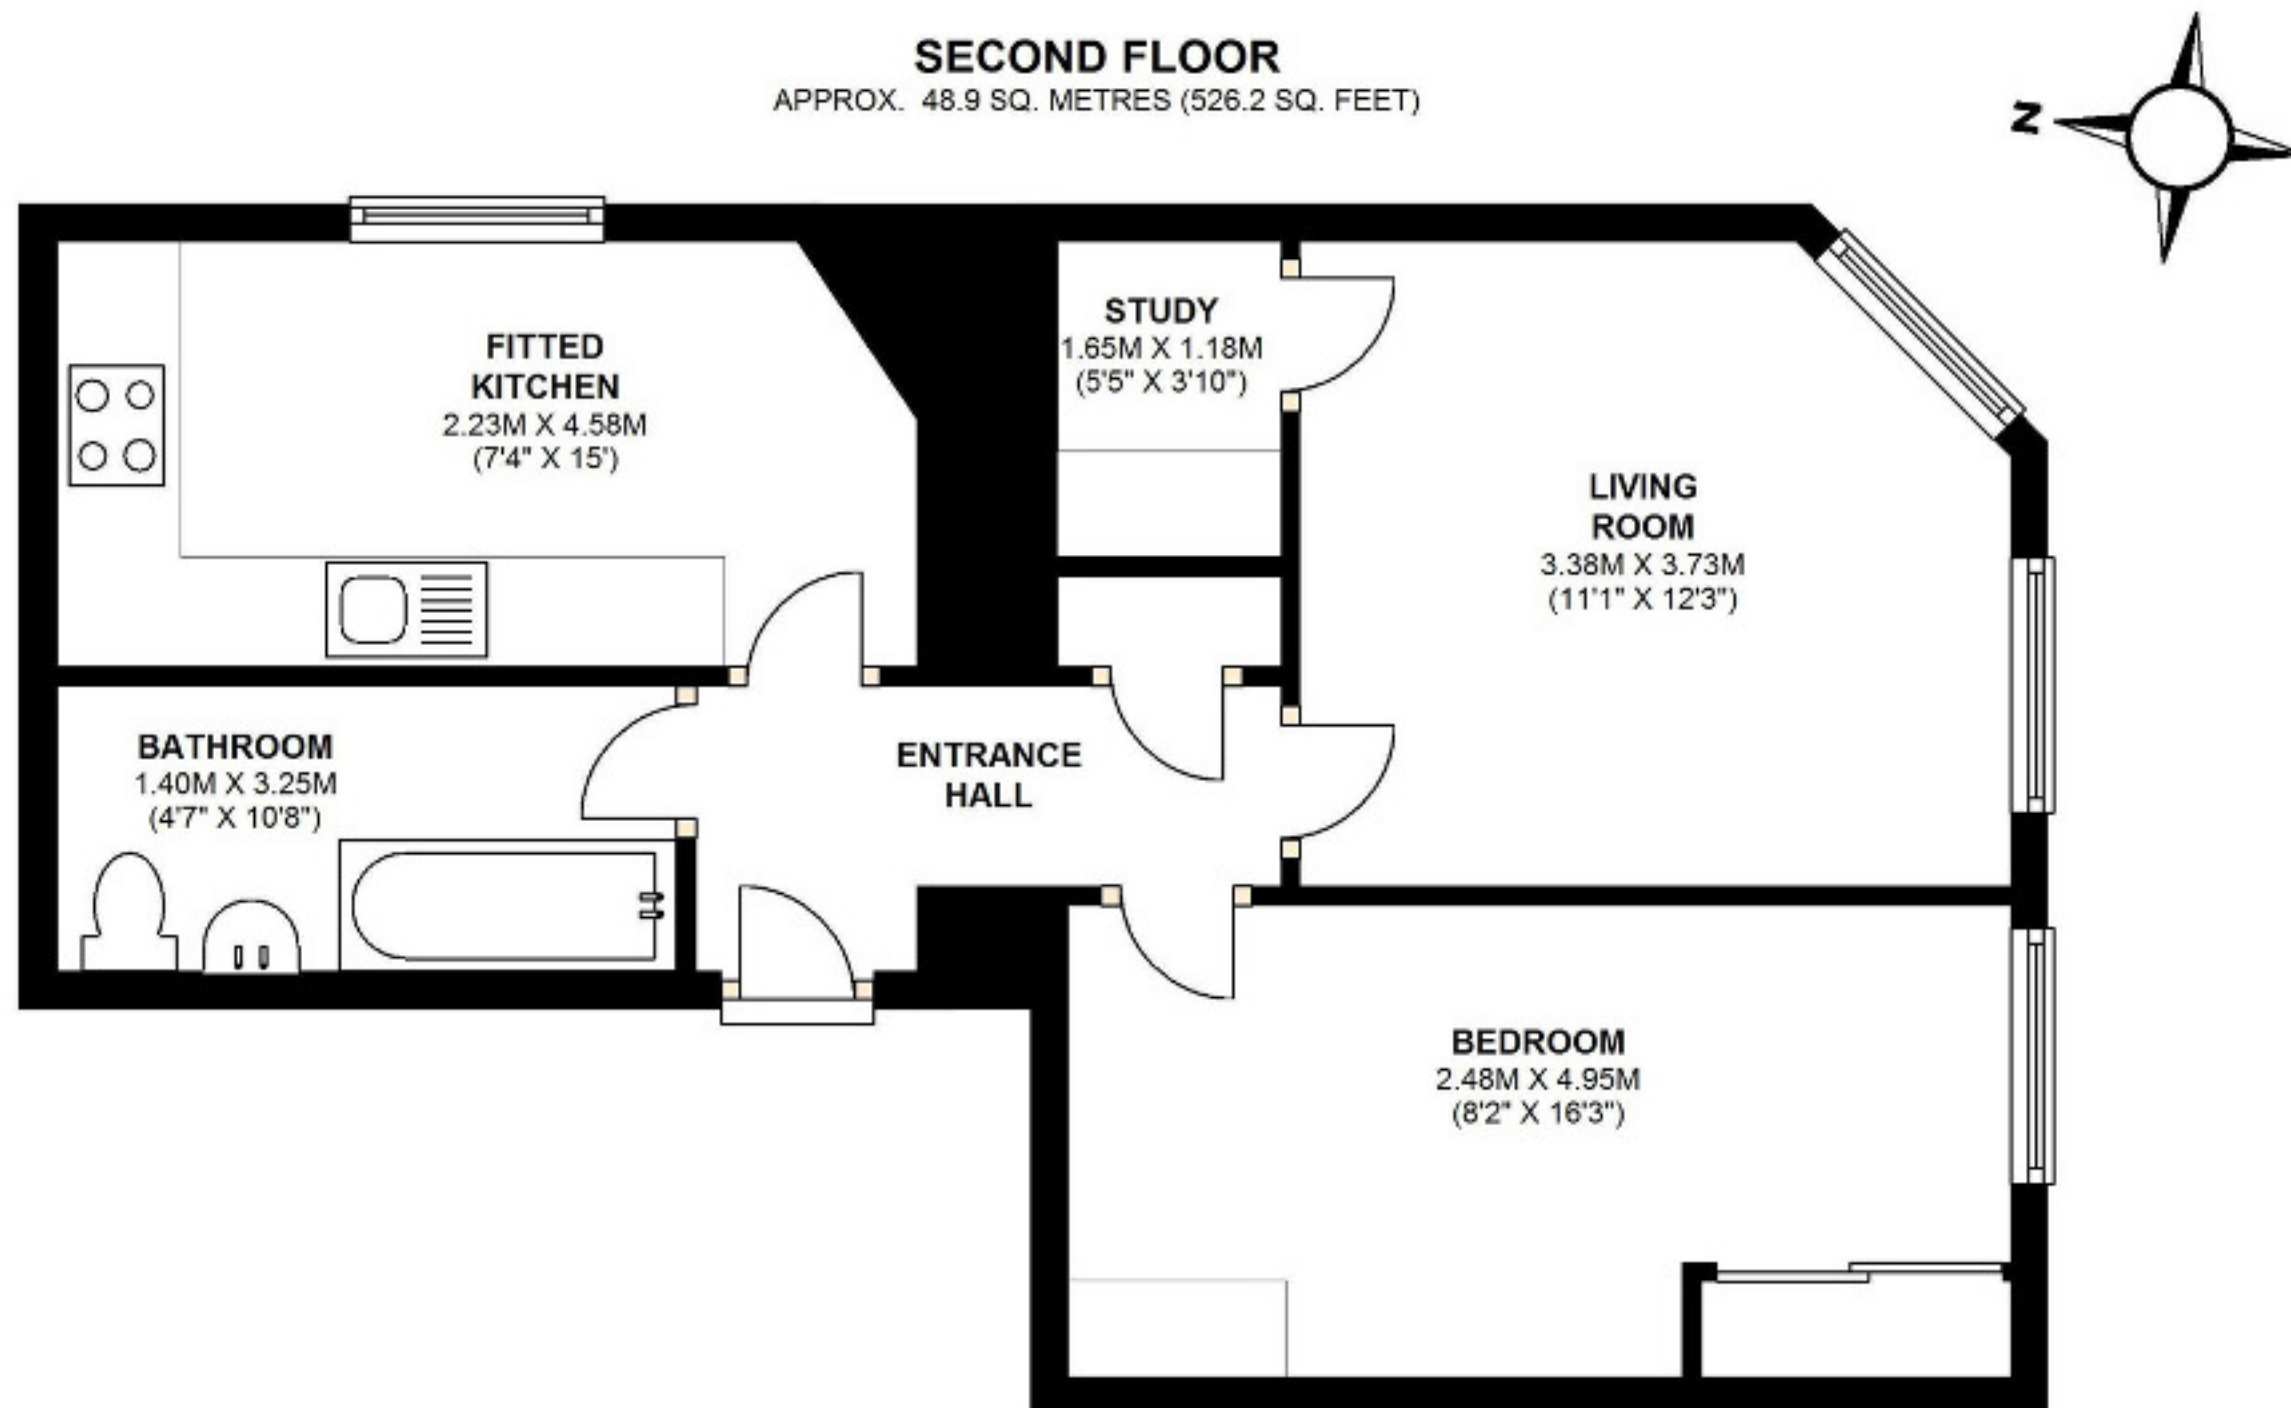 SECOND FLOOR
APPROX. 48.9 SQ. METRES (526.2 SQ. FEET)
N
FITTED
KITCHEN
2.23M X 4.58M
(7'4" X 15')
STUDY
1.65M X 1.18M
(5'5" X 3'10")
LIVING
ROOM
3.38M X 3.73M
(11'1" X 12'3")
BATHROOM
1.40M X 3.25M
(4'7" X 10'8")
ENTRANCE
HALL
BEDROOM
2.48M X 4.95M
(8'2" X 16'3")